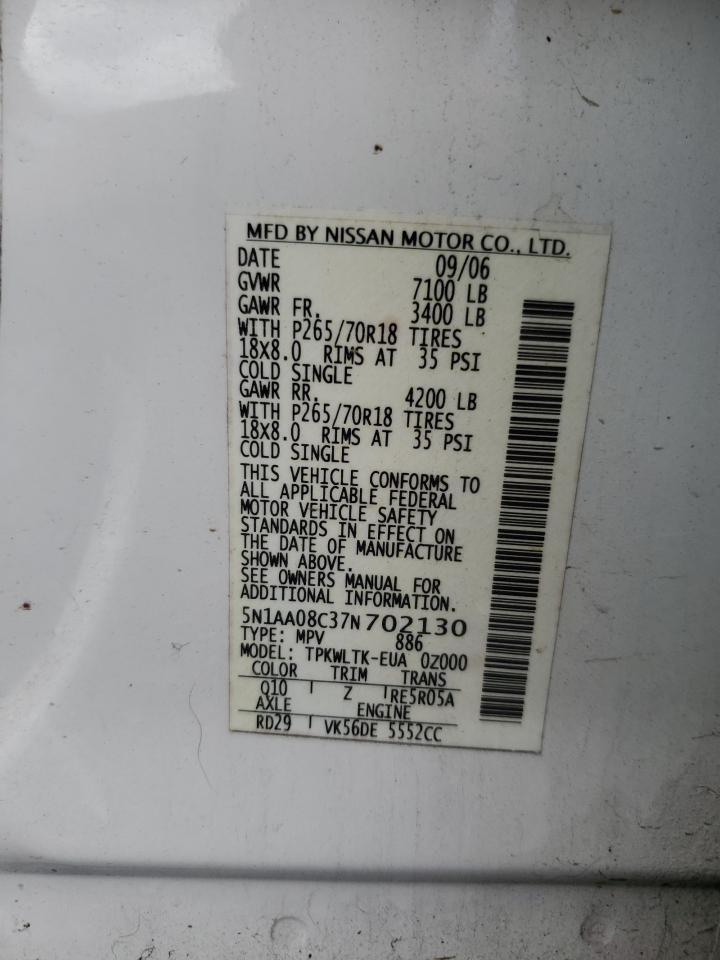 MFD BY NISSAN MOTOR CO., LTD.
DATE 09/06
GVWR 7100 LB
GAWR FR. 3400 LB
WITH P265/70R18 TIRES
18X8.0 RIMS AT 35 PSI
COLD SINGLE
GAWR RR. 4200 LB
WITH P265/70R18 TIRES
18X8.0 RIMS AT 35 PSI
COLD SINGLE
THIS VEHICLE CONFORMS TO
ALL APPLICABLE FEDERAL
MOTOR VEHICLE SAFETY
STANDARDS IN EFFECT ON
THE DATE OF MANUFACTURE
SHOWN ABOVE.
SEE OWNERS MANUAL FOR
ADDITIONAL INFORMATION.
5N1AA08C37N702130
TYPE: MPV 886
MODEL: TPKWLTK-EUA 0Z000
COLOR TRIM TRANS
Q10 Z RE5R05A
AXLE ENGINE
RD29 VK56DE 5552CC